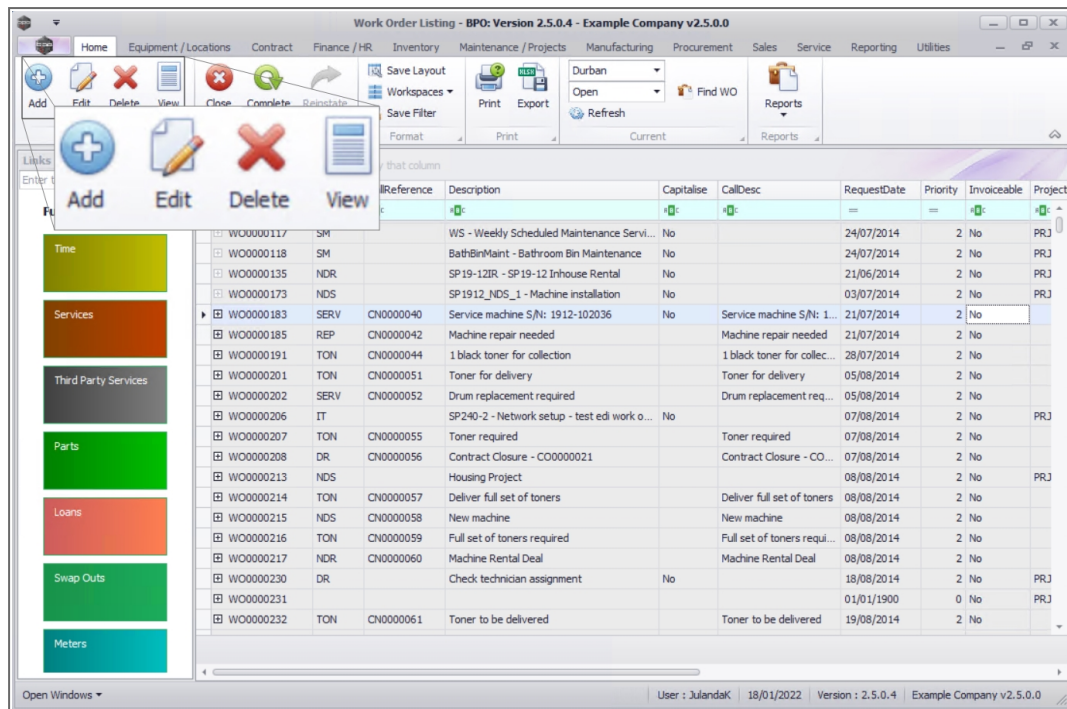 Work Order Listing - BPO: Version 2.5.0.4 - Example Company v2.5.0.0
Home Equipment / Locations Contract Finance / HR Inventory Maintenance / Projects Manufacturing Procurement Sales Service Reporting Utilities
Add Edit Delete View Close Complete Reinstate
Save Layout
Workspaces
Save Filter
Format
Print Export
Print
Durban
Open
Refresh
Find WO
Current
Reports
Reports
Add Edit Delete View
Links
Enter t
Fu
that column
llReference Description Capitalise CallDesc RequestDate Priority Invoiceable Project
WO0000117 SM WS - Weekly Scheduled Maintenance Servi... No 24/07/2014 2 No PRJ
WO0000118 SM BathBinMaint - Bathroom Bin Maintenance No 24/07/2014 2 No PRJ
WO0000135 NDR SP19-12IR - SP19-12 Inhouse Rental No 21/06/2014 2 No PRJ
WO0000173 NDS SP1912_NDS_1 - Machine installation No 03/07/2014 2 No PRJ
WO0000183 SERV CN0000040 Service machine S/N: 1912-102036 No Service machine S/N: 1... 21/07/2014 2 No
WO0000185 REP CN0000042 Machine repair needed Machine repair needed 21/07/2014 2 No
WO0000191 TON CN0000044 1 black toner for collection 1 black toner for collec... 28/07/2014 2 No
WO0000201 TON CN0000051 Toner for delivery Toner for delivery 05/08/2014 2 No
WO0000202 SERV CN0000052 Drum replacement required Drum replacement req... 05/08/2014 2 No
WO0000206 IT SP240-2 - Network setup - test edi work o... No 07/08/2014 2 No PRJ
WO0000207 TON CN0000055 Toner required Toner required 07/08/2014 2 No
WO0000208 DR CN0000056 Contract Closure - CO0000021 Contract Closure - CO... 07/08/2014 2 No
WO0000213 NDS Housing Project 08/08/2014 2 No PRJ
WO0000214 TON CN0000057 Deliver full set of toners Deliver full set of toners 08/08/2014 2 No
WO0000215 NDS CN0000058 New machine New machine 08/08/2014 2 No
WO0000216 TON CN0000059 Full set of toners required Full set of toners requi... 08/08/2014 2 No
WO0000217 NDR CN0000060 Machine Rental Deal Machine Rental Deal 08/08/2014 2 No
WO0000230 DR Check technician assignment No 18/08/2014 2 No PRJ
WO0000231 01/01/1900 0 No PRJ
WO0000232 TON CN0000061 Toner to be delivered Toner to be delivered 19/08/2014 2 No
Time
Services
Third Party Services
Parts
Loans
Swap Outs
Meters
Open Windows
User : JulandaK 18/01/2022 Version : 2.5.0.4 Example Company v2.5.0.0